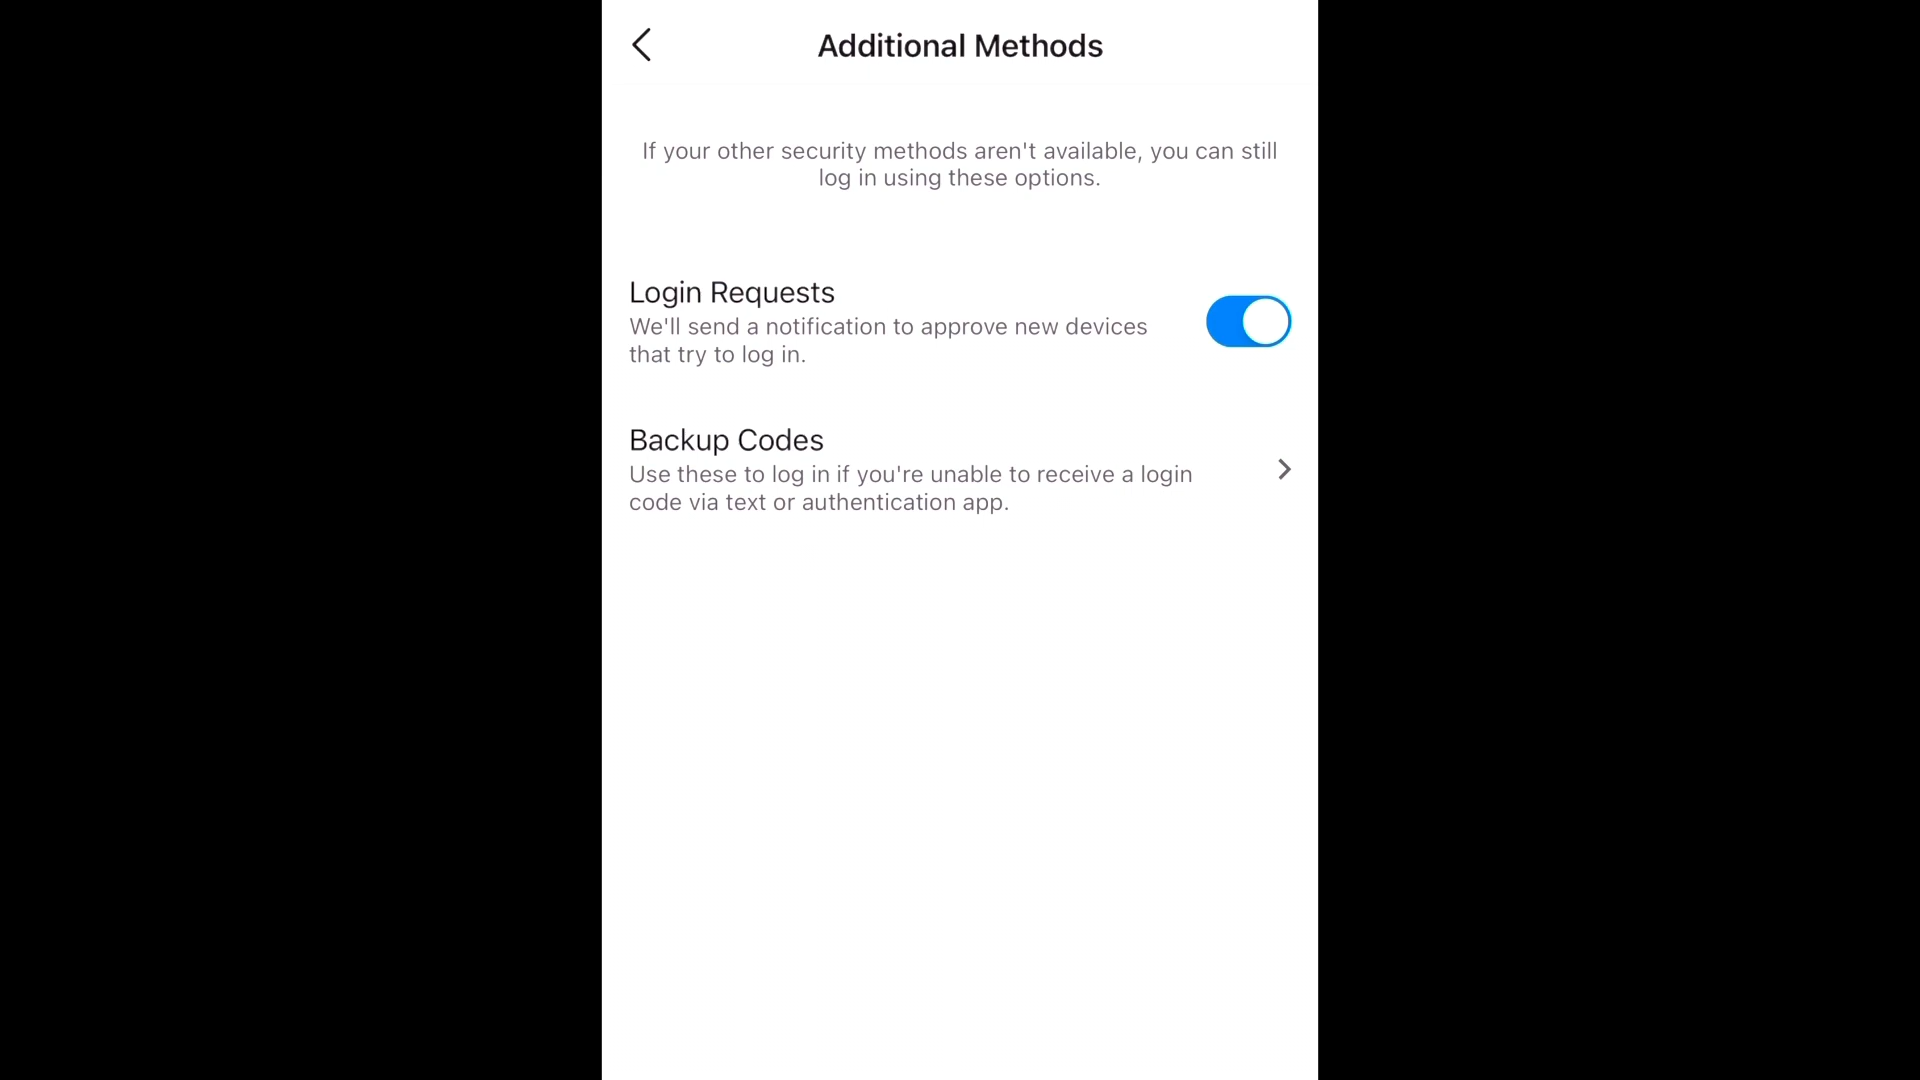 Additional Methods
If your other security methods aren't available, you can still
log in using these options.
Login Requests
We'll send a notification to approve new devices
that try to log in.
Backup Codes
Use these to log in if you're unable to receive a login
code via text or authentication app.